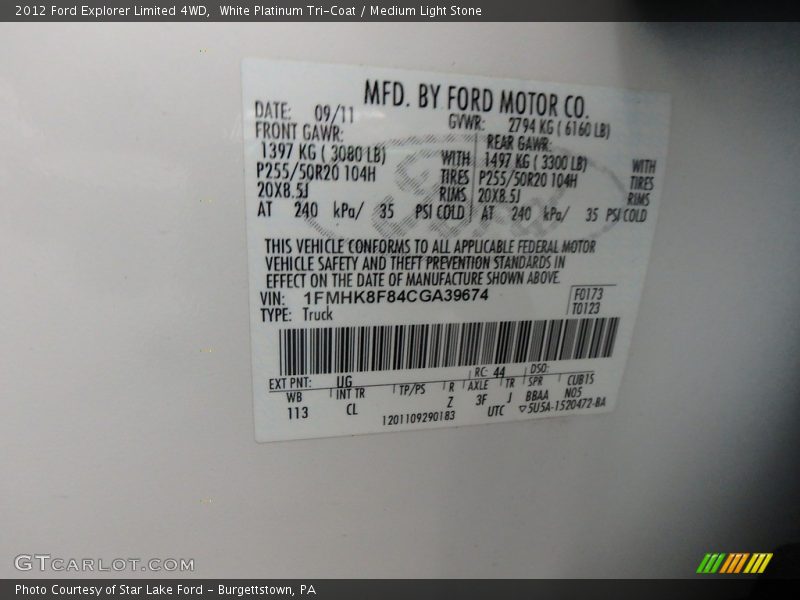 2012 Ford Explorer Limited 4WD,  White Platinum Tri-Coat / Medium Light Stone
MFD. BY FORD MOTOR CO.
DATE: 09/11 GVWR: 2794 KG ( 6160 LB)
FRONT GAWR: REAR GAWR:
1397 KG ( 3080 LB) WITH 1497 KG ( 3300 LB) WITH
P255/50R20 104H TIRES P255/50R20 104H TIRES
20X8.5J RIMS 20X8.5J RIMS
AT 240 kPa/ 35 PSI COLD AT 240 kPa/ 35 PSI COLD
THIS VEHICLE CONFORMS TO ALL APPLICABLE FEDERAL MOTOR
VEHICLE SAFETY AND THEFT PREVENTION STANDARDS IN
EFFECT ON THE DATE OF MANUFACTURE SHOWN ABOVE.
VIN: 1FMHK8F84CGA39674 F0173
TYPE: Truck T0123
EXT PNT: UG RC: 44 DSO:
WB INT TR TP/PS R AXLE TR SPR CUB15
113 CL Z 3F J BBAA N05
1201109290183 UTC ▽5U5A-1520472-BA
GTCARLOT.COM
Photo Courtesy of Star Lake Ford - Burgettstown, PA